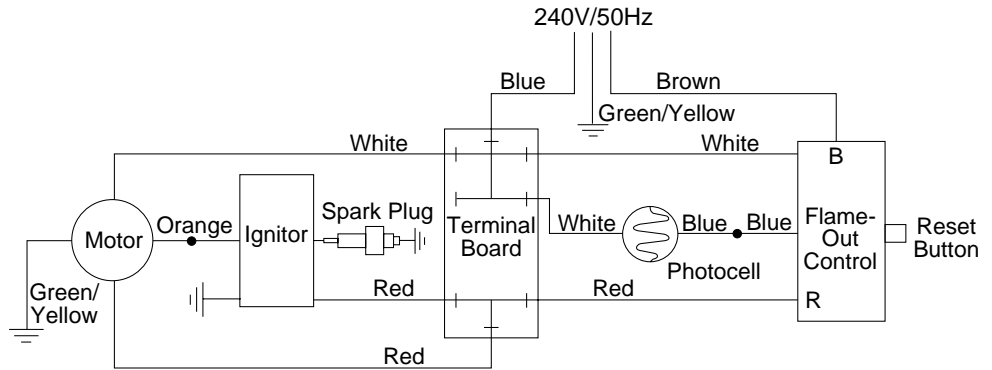 240V/50Hz
Blue
Brown
Green/Yellow
White
White
B
Motor
Orange
Ignitor
Spark Plug
Terminal
Board
White
Blue
Blue
Photocell
Flame-
Out
Control
Reset
Button
Green/
Yellow
Red
Red
R
Red